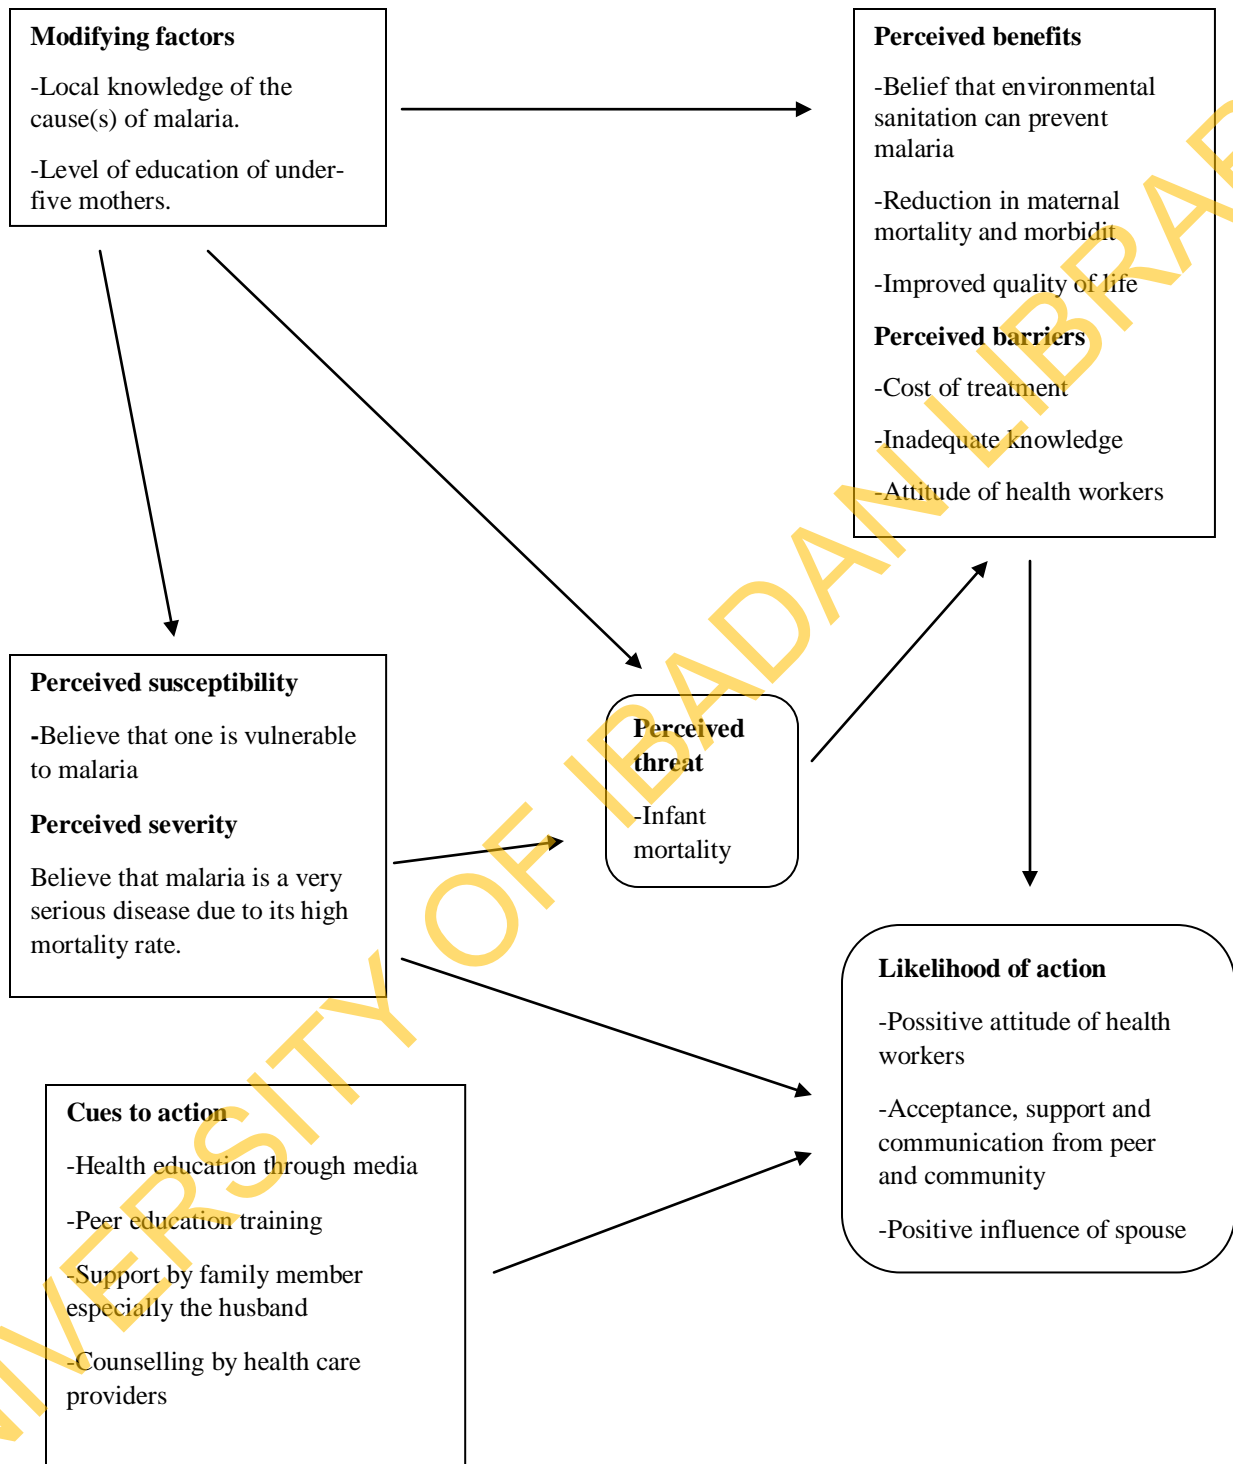 Modifying factors
-Local knowledge of the
cause(s) of malaria.
-Level of education of under-
five mothers.
Perceived benefits
-Belief that environmental
sanitation can prevent
malaria
-Reduction in maternal
mortality and morbidit
-Improved quality of life
Perceived barriers
-Cost of treatment
-Inadequate knowledge
-Attitude of health workers
Perceived susceptibility
-Believe that one is vulnerable
to malaria
Perceived severity
Believe that malaria is a very
serious disease due to its high
mortality rate.
Perceived
threat
-Infant
mortality
Likelihood of action
-Possitive attitude of health
workers
-Acceptance, support and
communication from peer
and community
-Positive influence of spouse
Cues to action
-Health education through media
-Peer education training
-Support by family member
especially the husband
-Counselling by health care
providers
NIVERSITY OF IBADAN LIBRAR